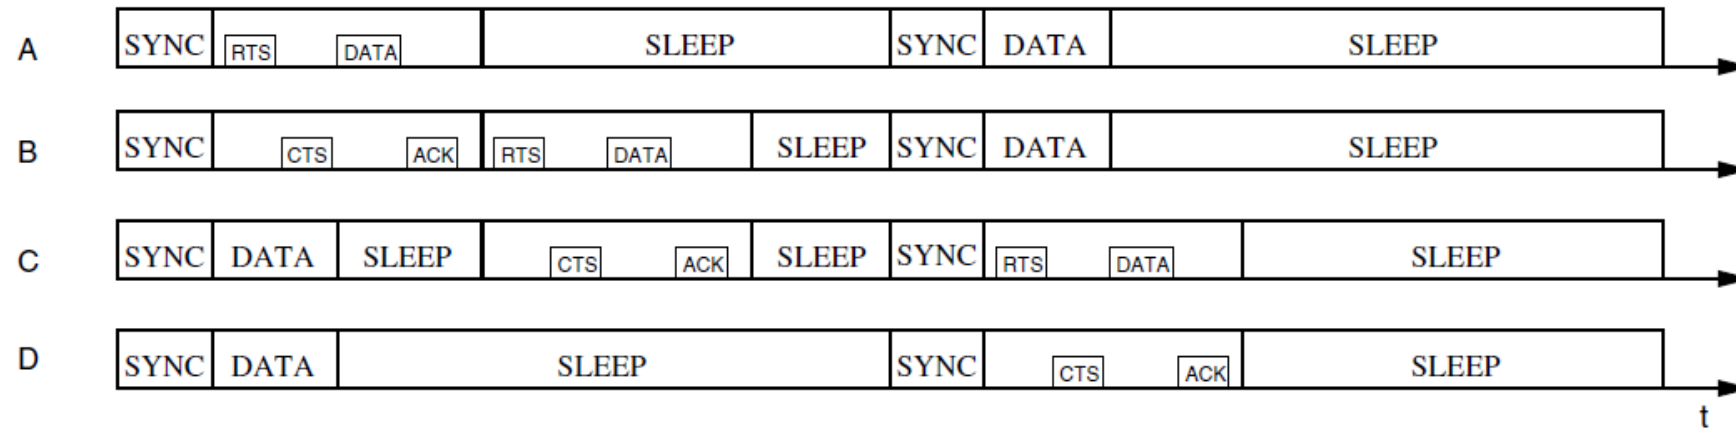 A SYNC RTS DATA SLEEP SYNC DATA SLEEP
B SYNC CTS ACK RTS DATA SLEEP SYNC DATA SLEEP
C SYNC DATA SLEEP CTS ACK SLEEP SYNC RTS DATA SLEEP
D SYNC DATA SLEEP SYNC CTS ACK SLEEP
t